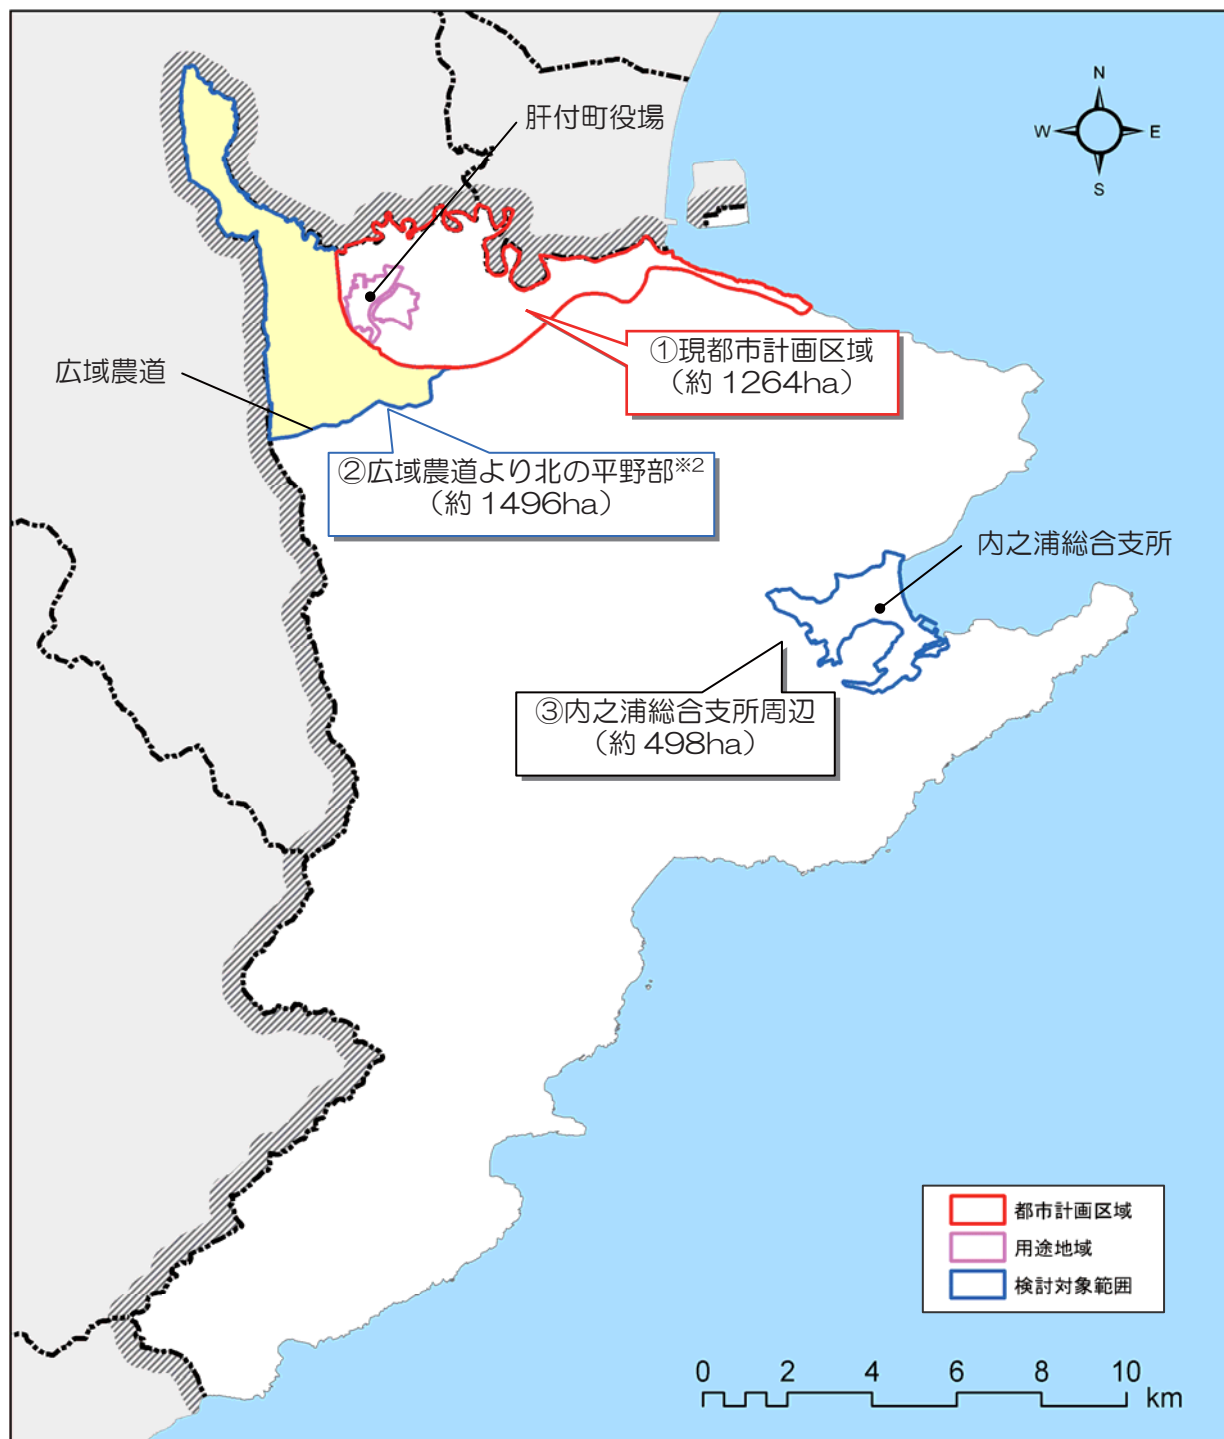 N
W
E
S
肝付町役場
①現都市計画区域
（約 1264ha）
広域農道
②広域農道より北の平野部※2
（約 1496ha）
内之浦総合支所
③内之浦総合支所周辺
（約 498ha）
都市計画区域
用途地域
検討対象範囲
0 2 4 6 8 10
km